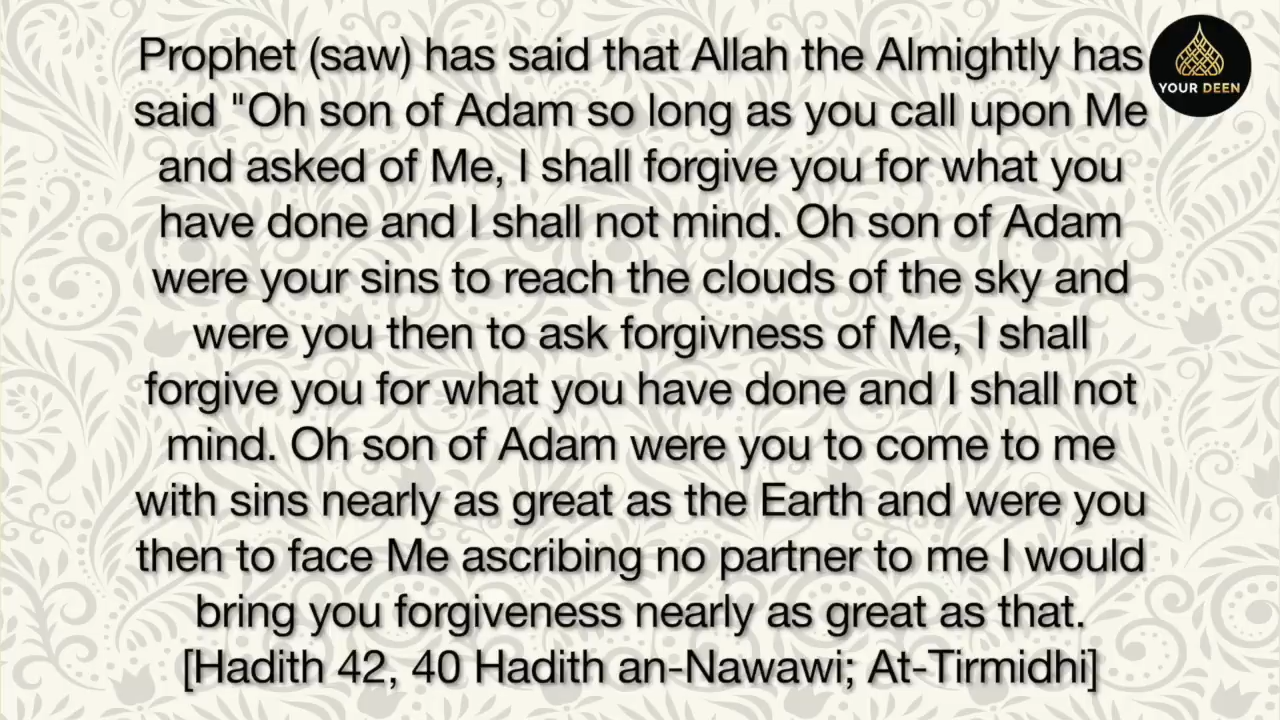 Prophet (saw) has said that Allah the Almightly has
said "Oh son of Adam so long as you call upon Me
and asked of Me, I shall forgive you for what you
have done and I shall not mind. Oh son of Adam
were your sins to reach the clouds of the sky and
were you then to ask forgivness of Me, I shall
forgive you for what you have done and I shall not
mind. Oh son of Adam were you to come to me
with sins nearly as great as the Earth and were you
then to face Me ascribing no partner to me I would
bring you forgiveness nearly as great as that.
[Hadith 42, 40 Hadith an-Nawawi; At-Tirmidhi]
YOUR DEEN